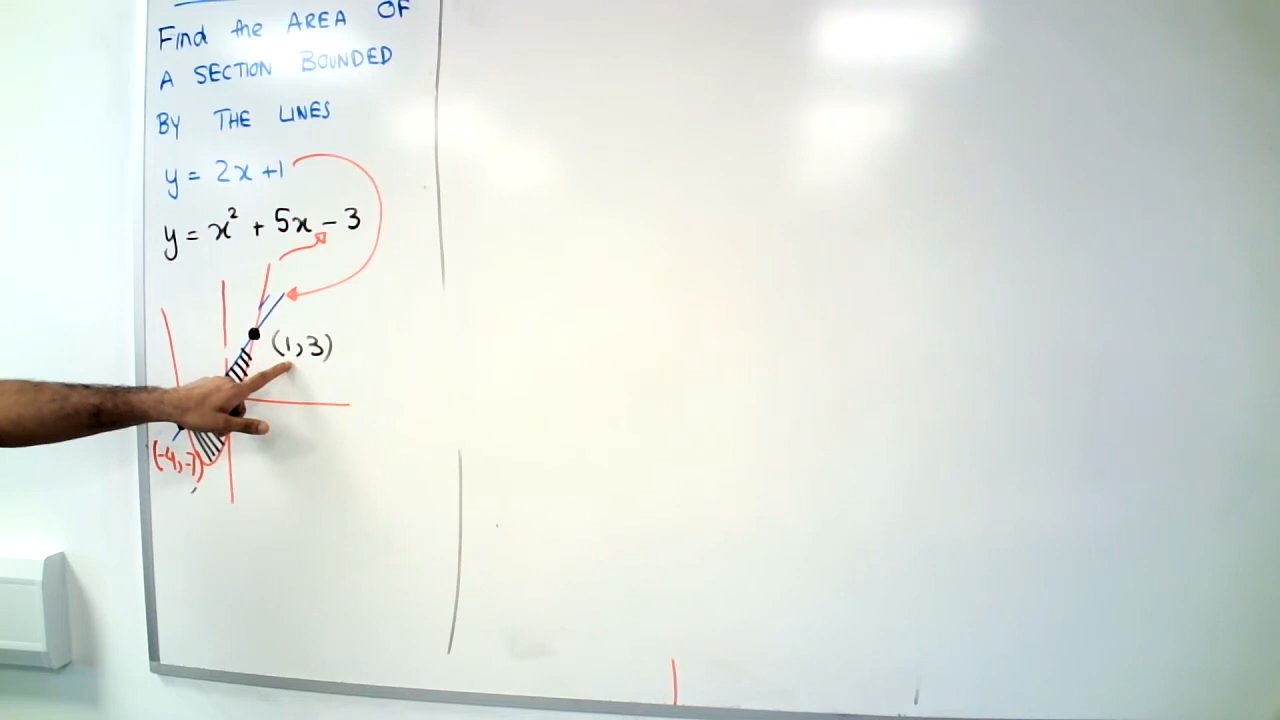 Find the AREA OF
A SECTION BOUNDED
BY THE LINES
y = 2x +1
y = x² + 5x - 3
(1,3)
(-4,-7)